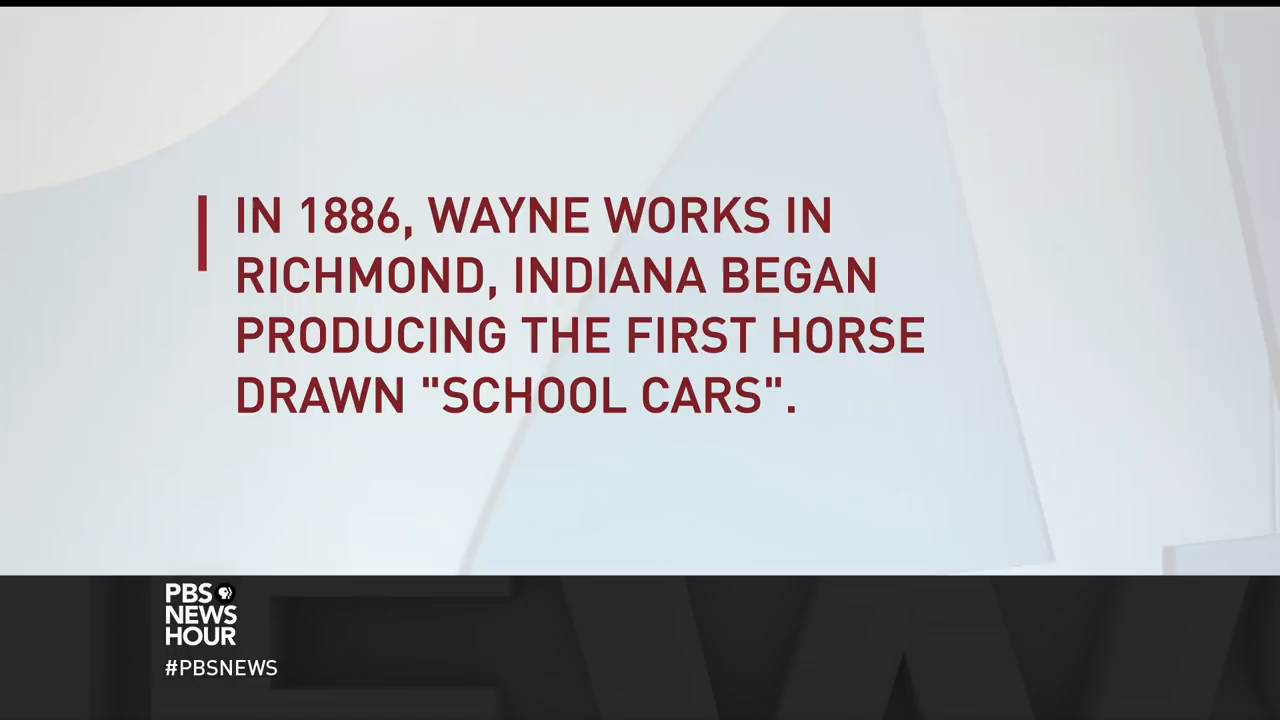 IN 1886, WAYNE WORKS IN
RICHMOND, INDIANA BEGAN
PRODUCING THE FIRST HORSE
DRAWN "SCHOOL CARS".
PBS
NEWS
HOUR
#PBSNEWS